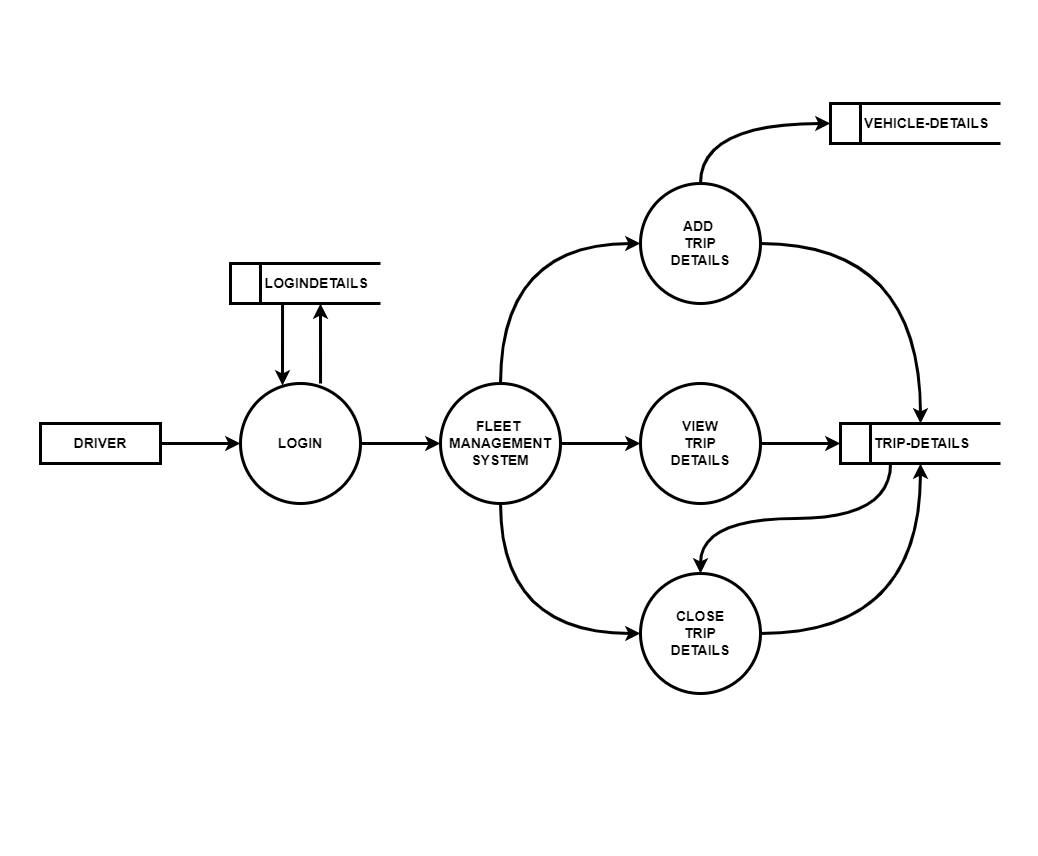 VEHICLE-DETAILS
ADD
TRIP
DETAILS
LOGINDETAILS
DRIVER
LOGIN
FLEET
MANAGEMENT
SYSTEM
VIEW
TRIP
DETAILS
TRIP-DETAILS
CLOSE
TRIP
DETAILS